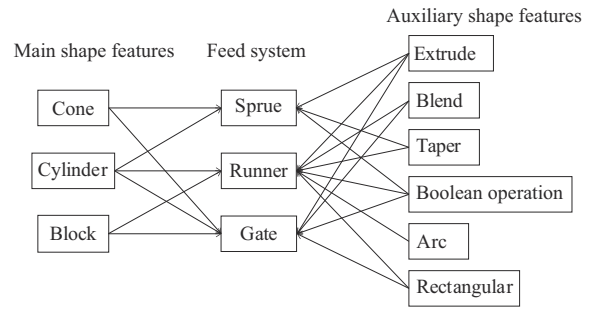 Auxiliary shape features
Main shape features
Feed system
Extrude
Cone
Sprue
Blend
Taper
Cylinder
Runner
Boolean operation
Block
Gate
Arc
Rectangular